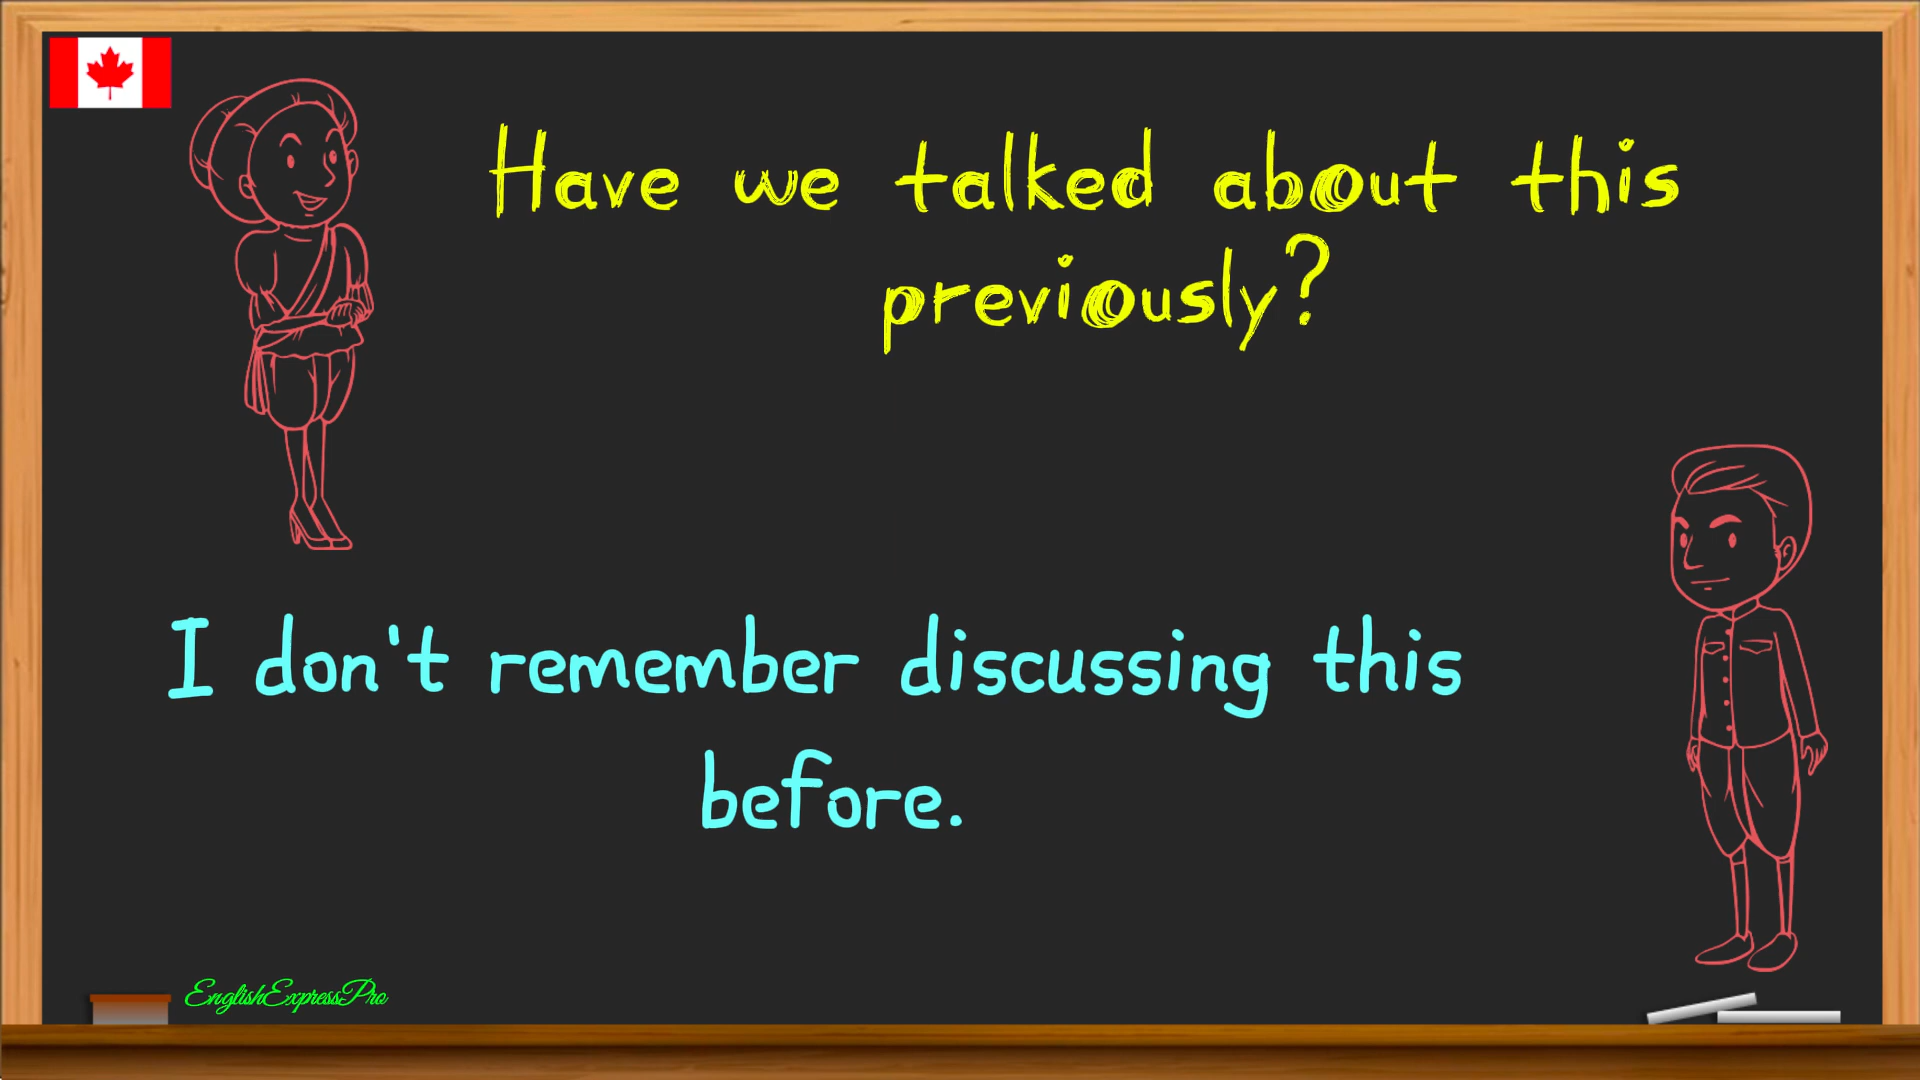 Have we talked about this
previously?
I don't remember discussing this
before.
EnglishExpressPro